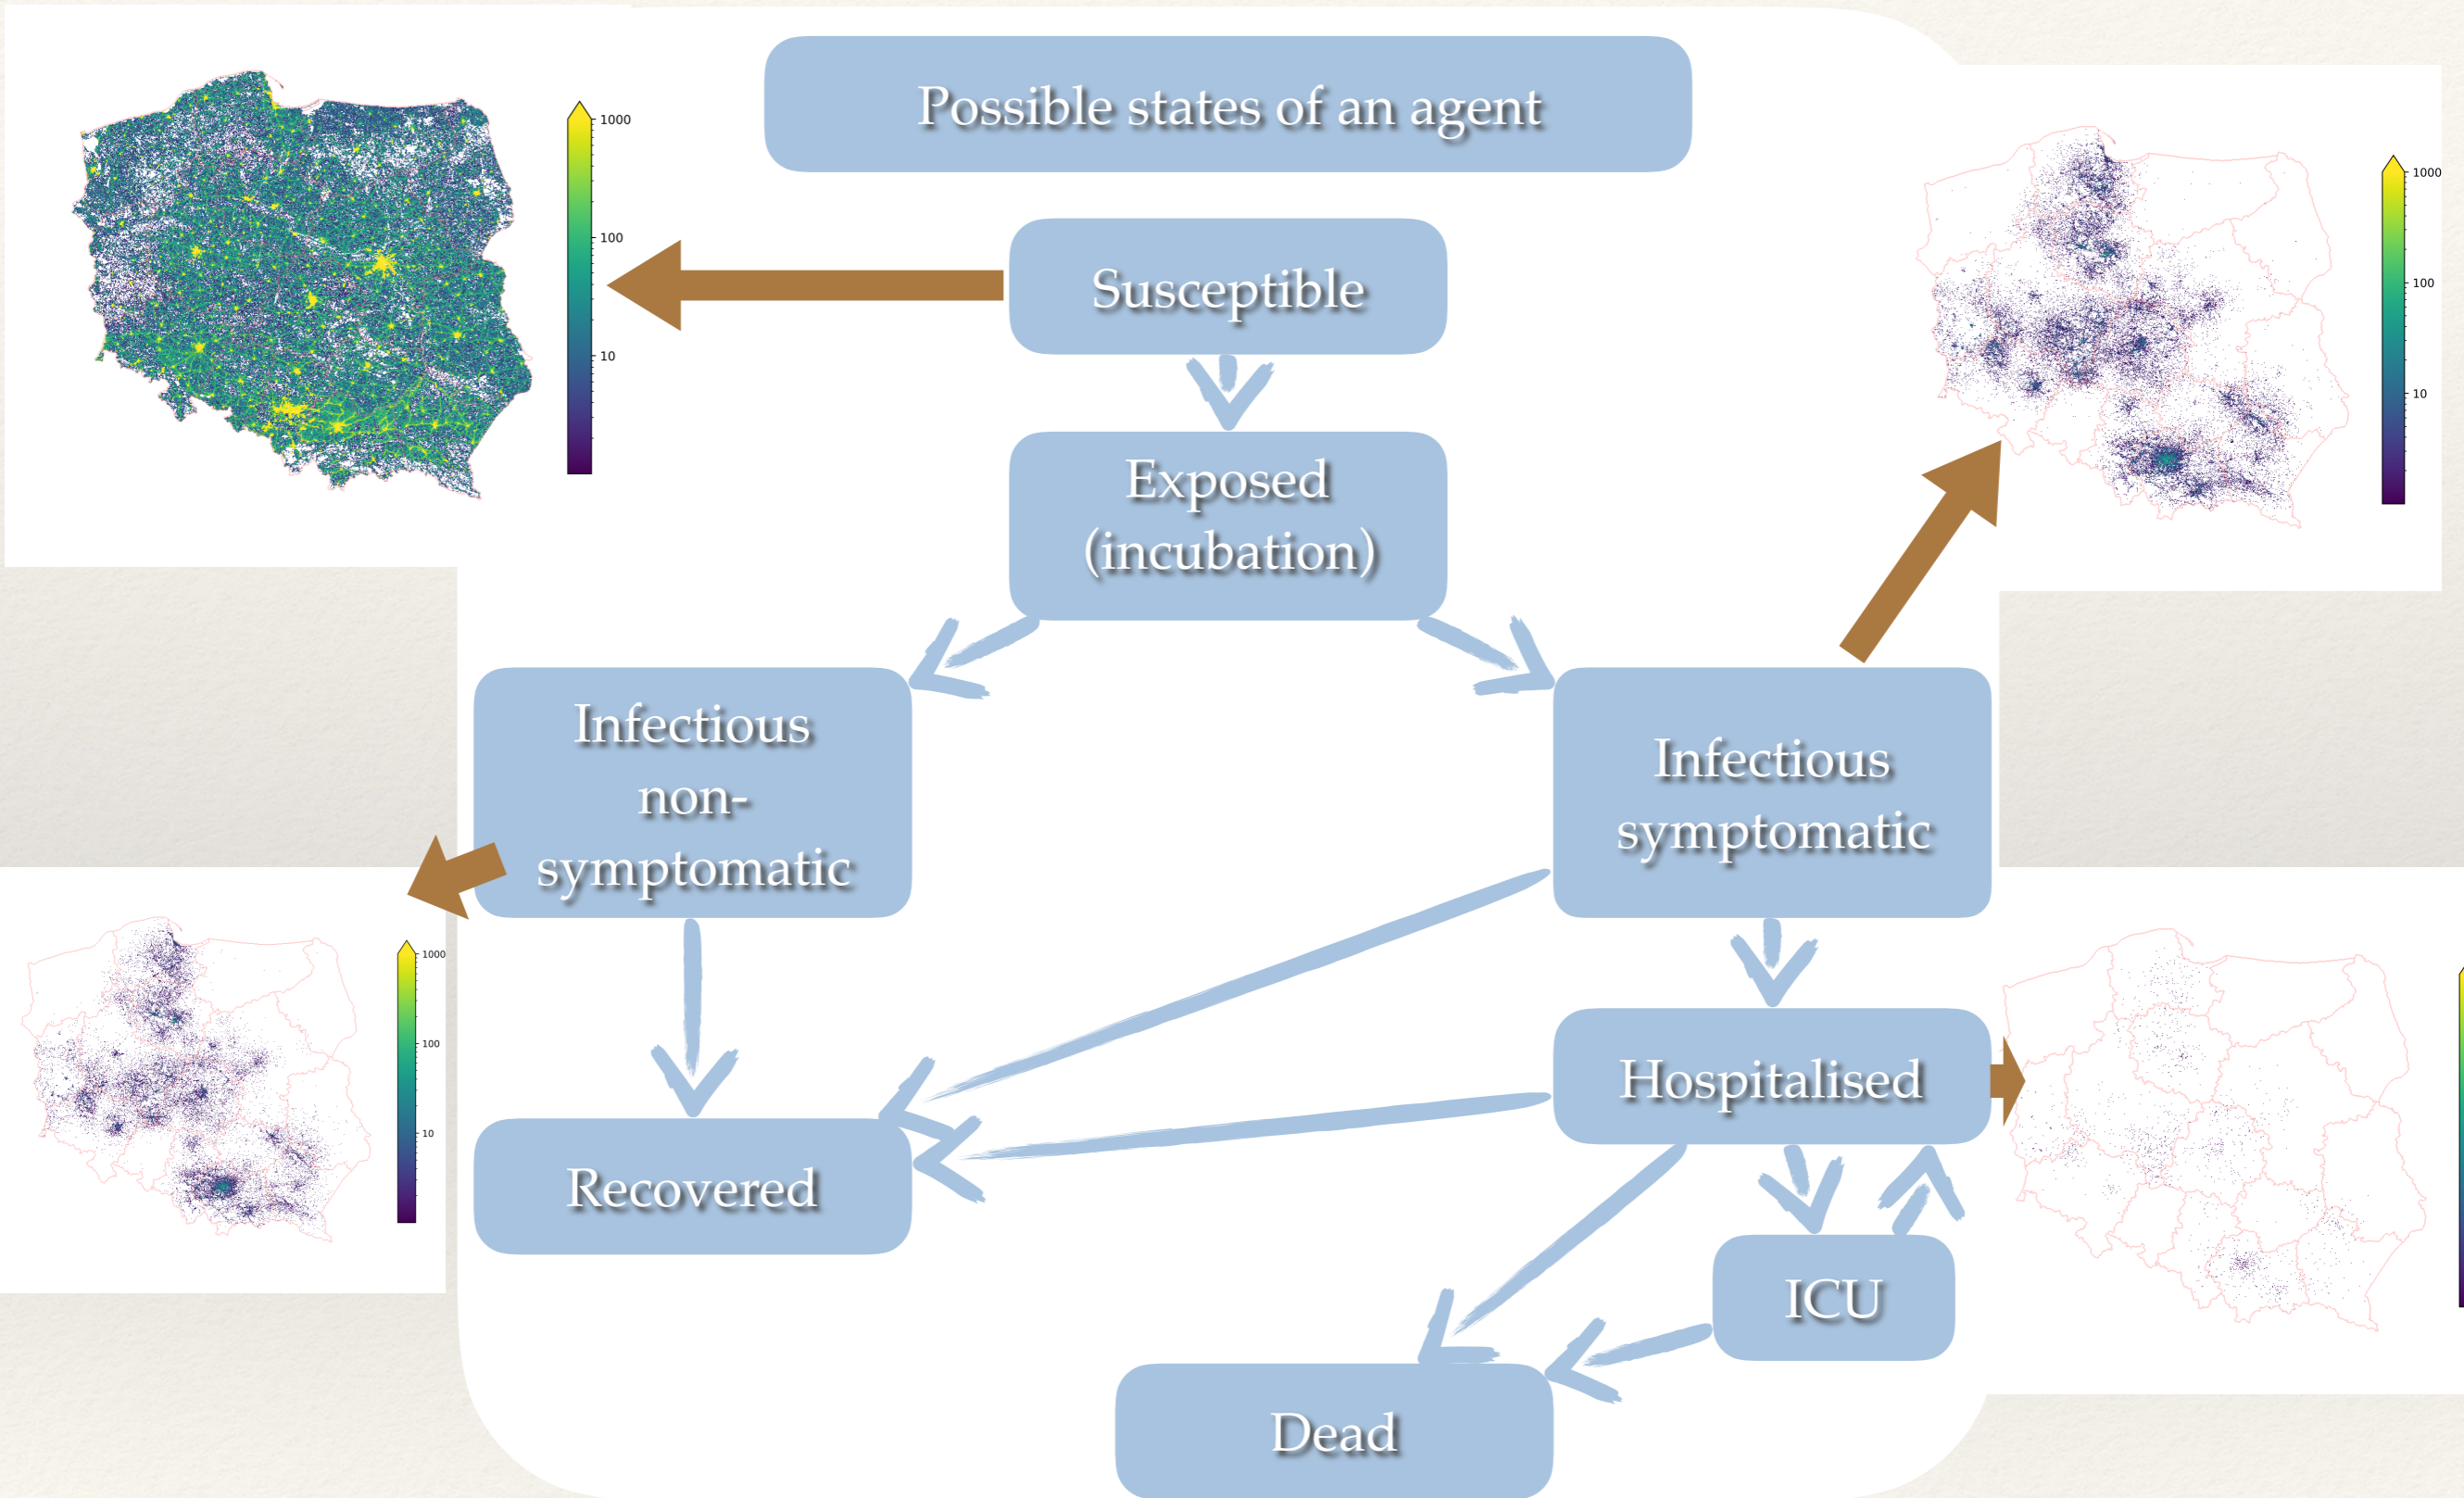 Possible states of an agent
1000
100
10
Susceptible
1000
100
10
Exposed
(incubation)
Infectious
non-
symptomatic
Infectious
symptomatic
1000
100
10
Hospitalised
Recovered
ICU
Dead